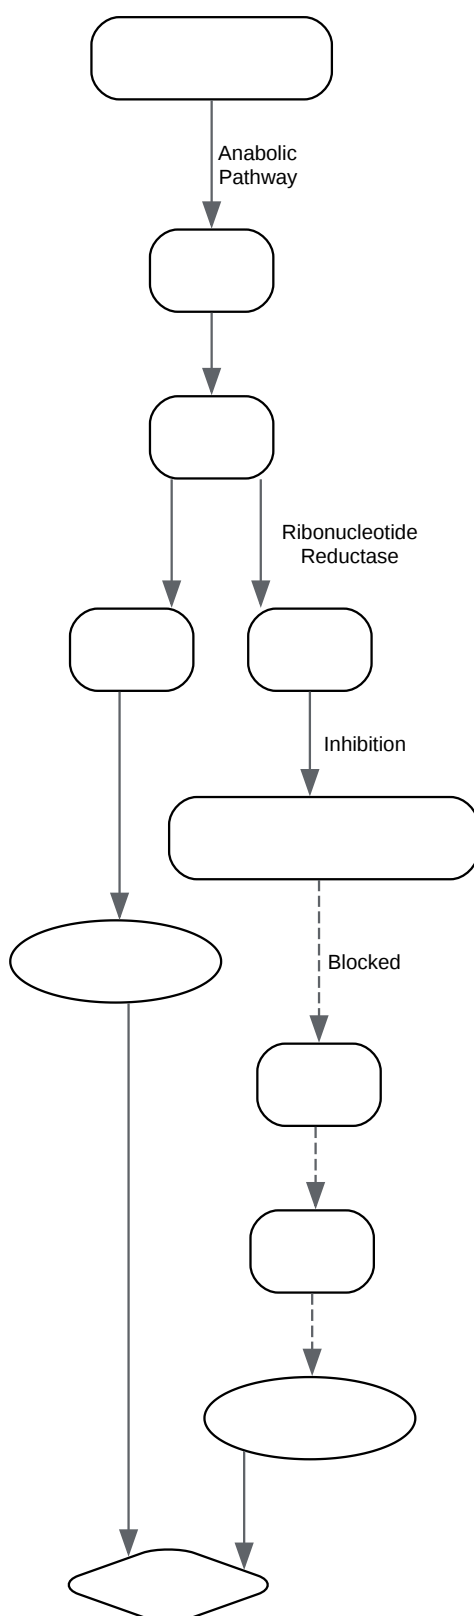 Anabolic
Pathway
Ribonucleotide
Reductase
Inhibition
Blocked